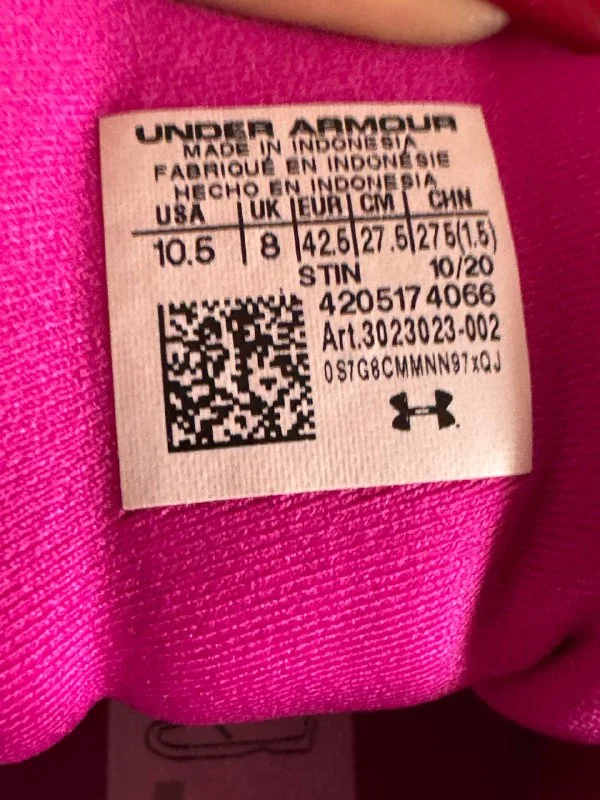 UNDER ARMOUR
MADE IN INDONESIA
FABRIQUÉ EN INDONÉSIE
HECHO EN INDONESIA
USA UK EUR CM CHN
10.5 8 42.5 27.5 275(1.5)
STIN 10/20
4205174066
Art.3023023-002
0S7G8CMMNN97xQJ